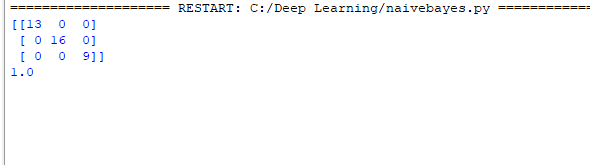 ===================== RESTART: C:/Deep Learning/naivebayes.py =============
[[13  0  0]
 [ 0 16  0]
 [ 0  0  9]]
1.0